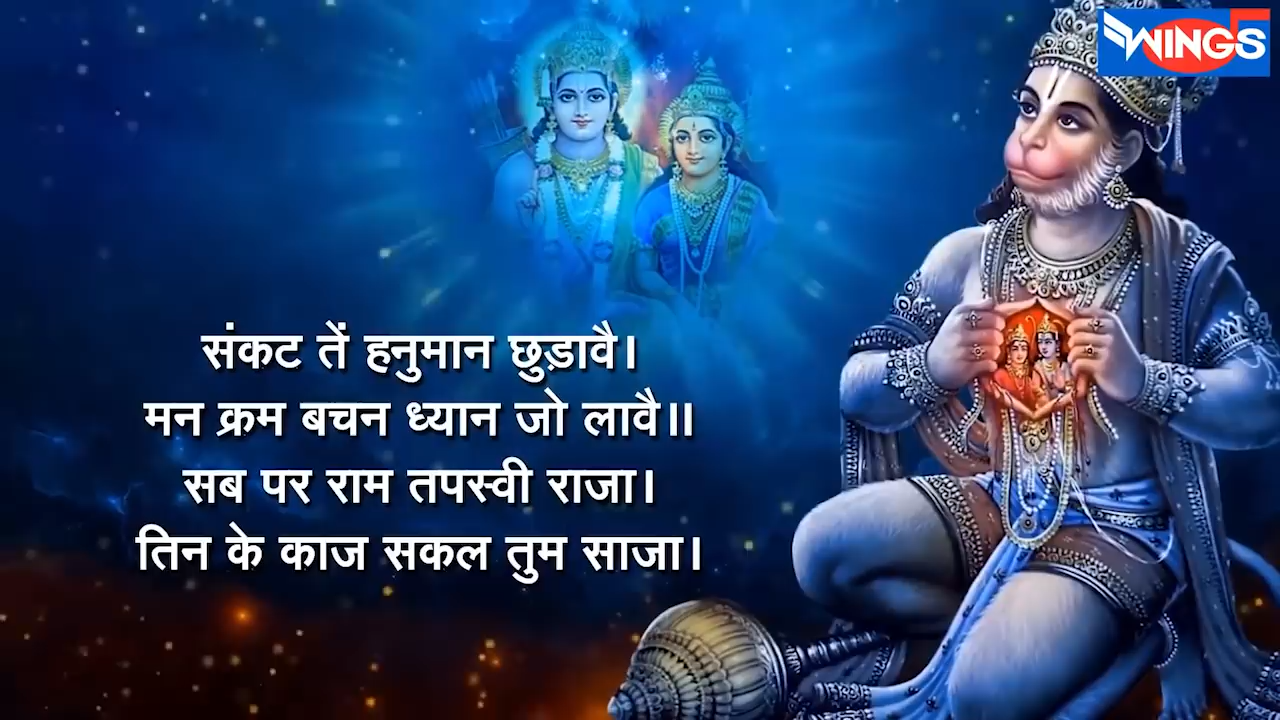 WINGS
संकट तें हनुमान छुड़ावै।
मन क्रम बचन ध्यान जो लावै॥
सब पर राम तपस्वी राजा।
तिन के काज सकल तुम साजा।